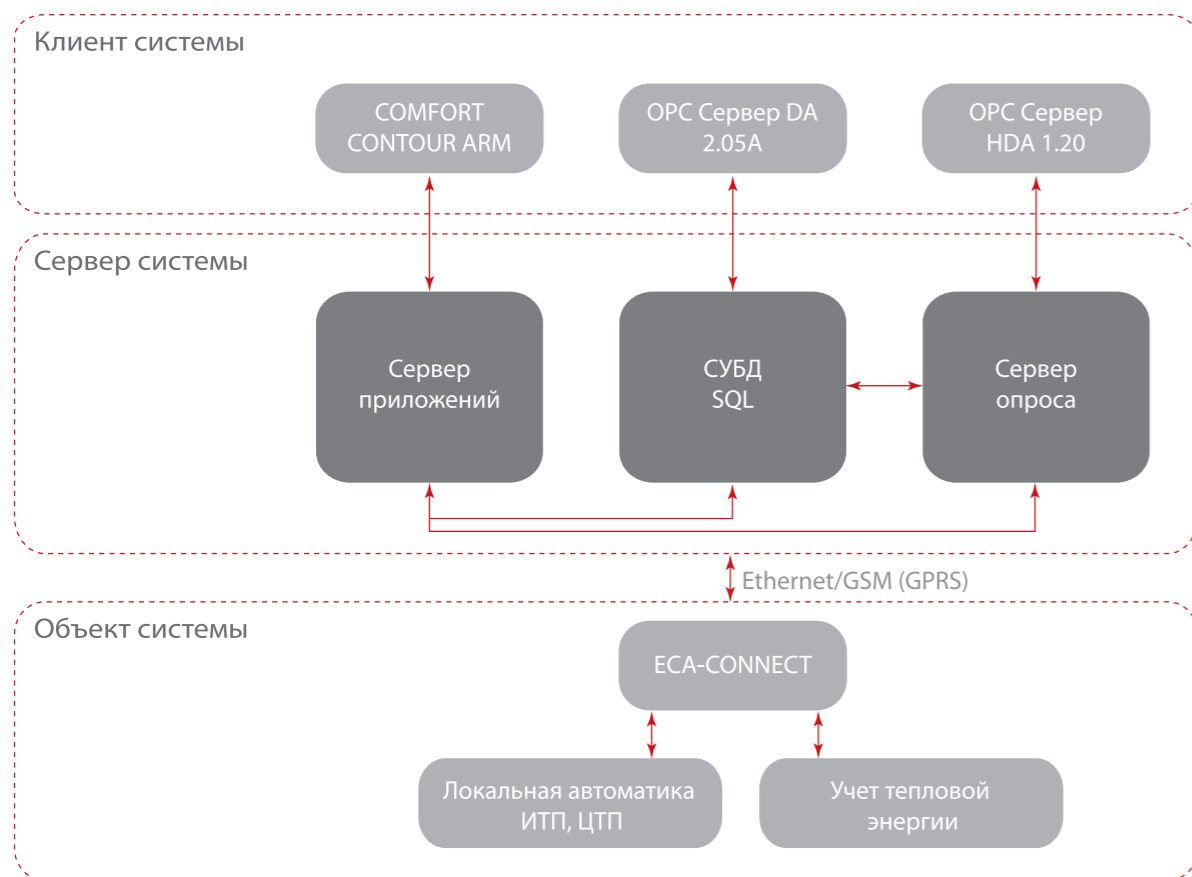 Клиент системы
COMFORT
CONTOUR ARM
OPC Сервер DA
2.05A
OPC Сервер
HDA 1.20
Сервер системы
Сервер
приложений
СУБД
SQL
Сервер
опроса
Ethernet/GSM (GPRS)
Объект системы
ECA-CONNECT
Локальная автоматика
ИТП, ЦТП
Учет тепловой
энергии